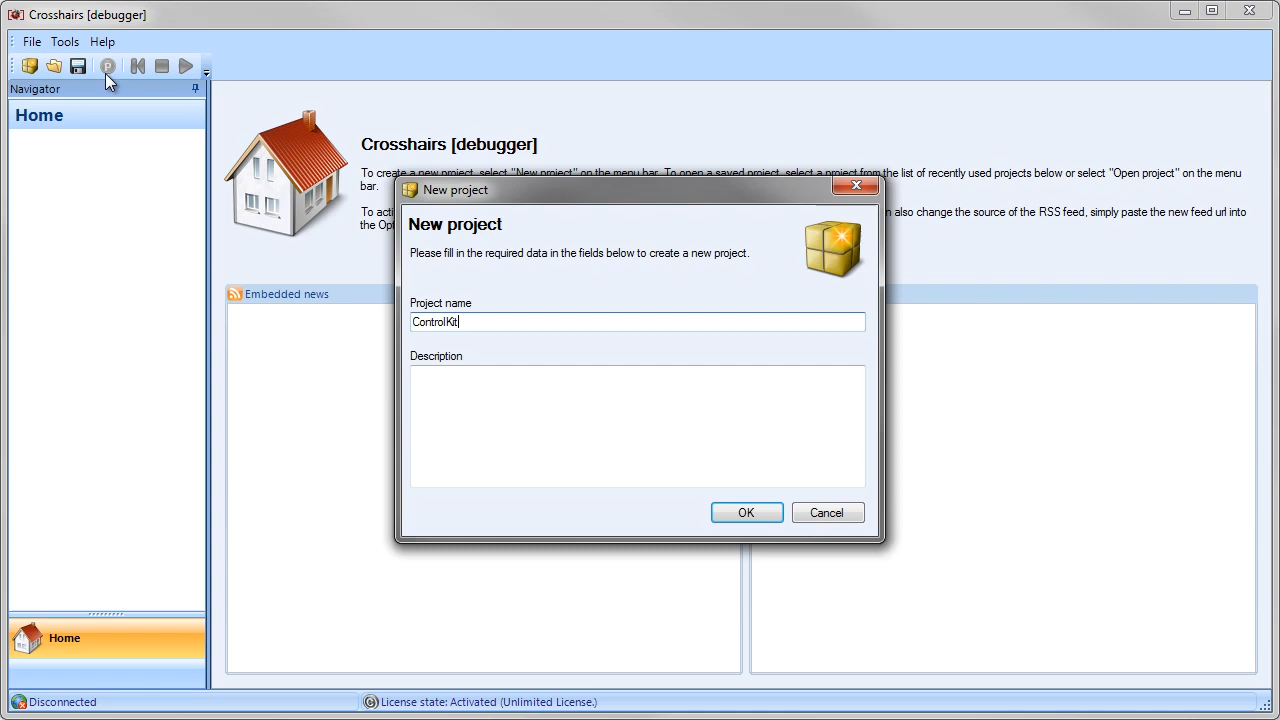 Crosshairs [debugger]
File Tools Help
Navigator
Home
Crosshairs [debugger]
To create a new project, select "New project" on the menu bar. To open a saved project, select a project from the list of recently used projects below or select "Open project" on the menu
bar.
To acti
n also change the source of the RSS feed, simply paste the new feed url into
the Opt
Embedded news
New project
New project
Please fill in the required data in the fields below to create a new project.
Project name
ControlKit
Description
OK Cancel
Home
Disconnected
License state: Activated (Unlimited License.)